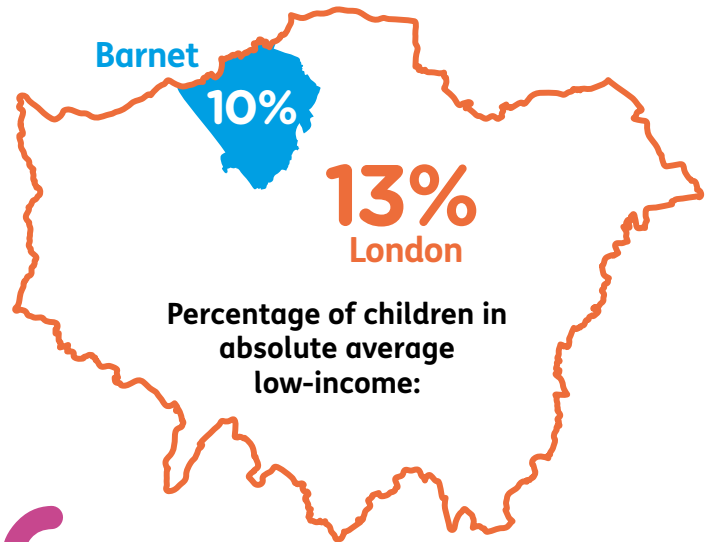 Barnet
10%
13%
London
Percentage of children in
absolute average
low-income: